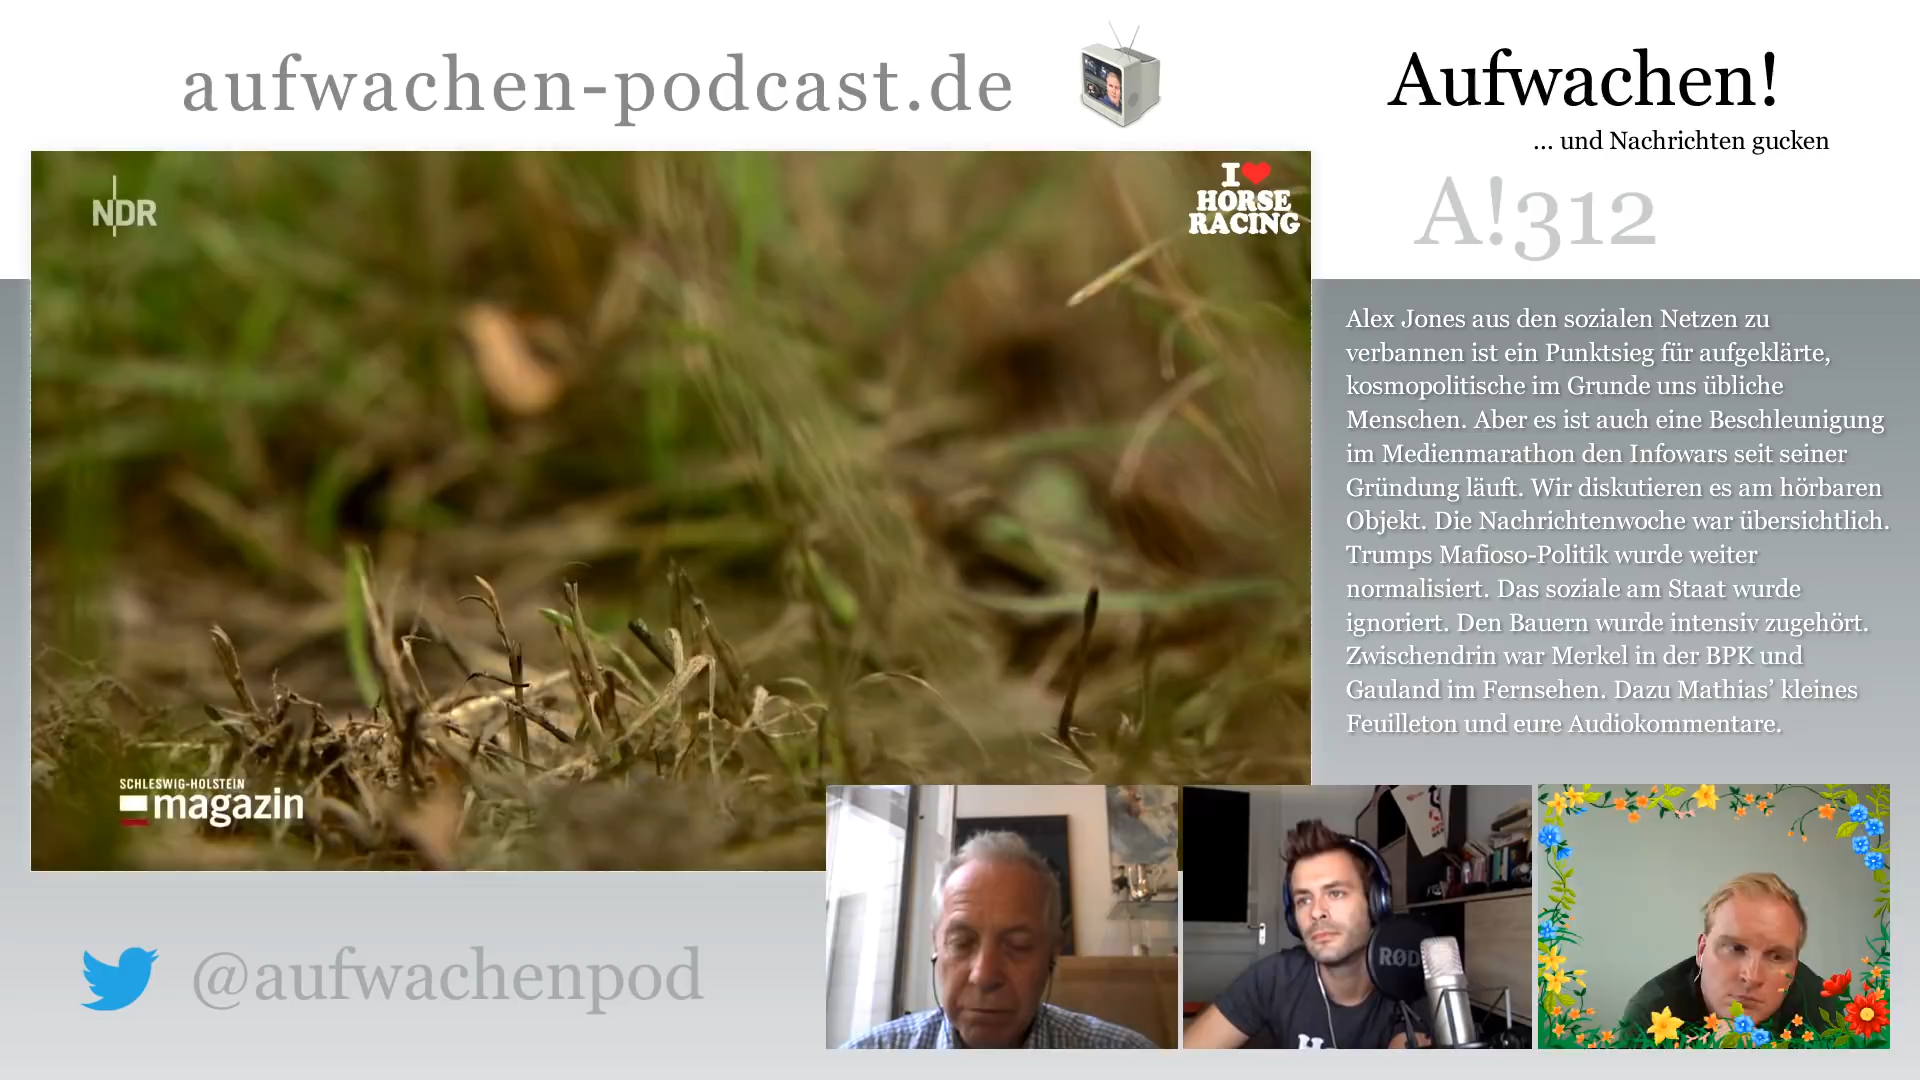 aufwachen-podcast.de
Aufwachen!
... und Nachrichten gucken
A!312
NDR
I
HORSE
RACING
Alex Jones aus den sozialen Netzen zu
verbannen ist ein Punktsieg für aufgeklärte,
kosmopolitische im Grunde uns übliche
Menschen. Aber es ist auch eine Beschleunigung
im Medienmarathon den Infowars seit seiner
Gründung läuft. Wir diskutieren es am hörbaren
Objekt. Die Nachrichtenwoche war übersichtlich.
Trumps Mafioso-Politik wurde weiter
normalisiert. Das soziale am Staat wurde
ignoriert. Den Bauern wurde intensiv zugehört.
Zwischendrin war Merkel in der BPK und
Gauland im Fernsehen. Dazu Mathias’ kleines
Feuilleton und eure Audiokommentare.
SCHLESWIG-HOLSTEIN
magazin
RØD
@aufwachenpod